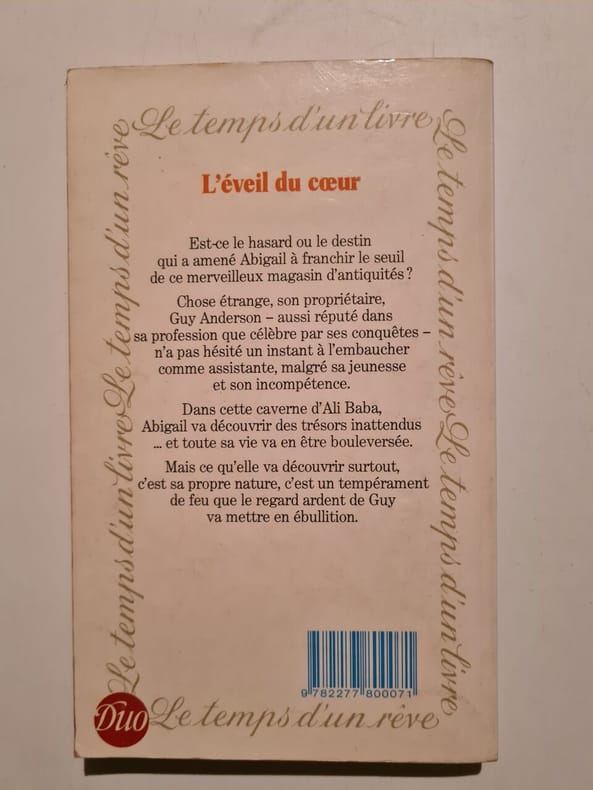 Le temps d'un livre
Le temps d'un rêve
Le temps d'un livre
Le temps d'un rêve
Le temps d'un livre
L'éveil du cœur
Est-ce le hasard ou le destin
qui a amené Abigail à franchir le seuil
de ce merveilleux magasin d'antiquités ?
Chose étrange, son propriétaire,
Guy Anderson – aussi réputé dans
sa profession que célèbre par ses conquêtes –
n'a pas hésité un instant à l'embaucher
comme assistante, malgré sa jeunesse
et son incompétence.
Dans cette caverne d'Ali Baba,
Abigail va découvrir des trésors inattendus
... et toute sa vie va en être bouleversée.
Mais ce qu'elle va découvrir surtout,
c'est sa propre nature, c'est un tempérament
de feu que le regard ardent de Guy
va mettre en ébullition.
9 782277 800071
Duo
Le temps d'un rêve